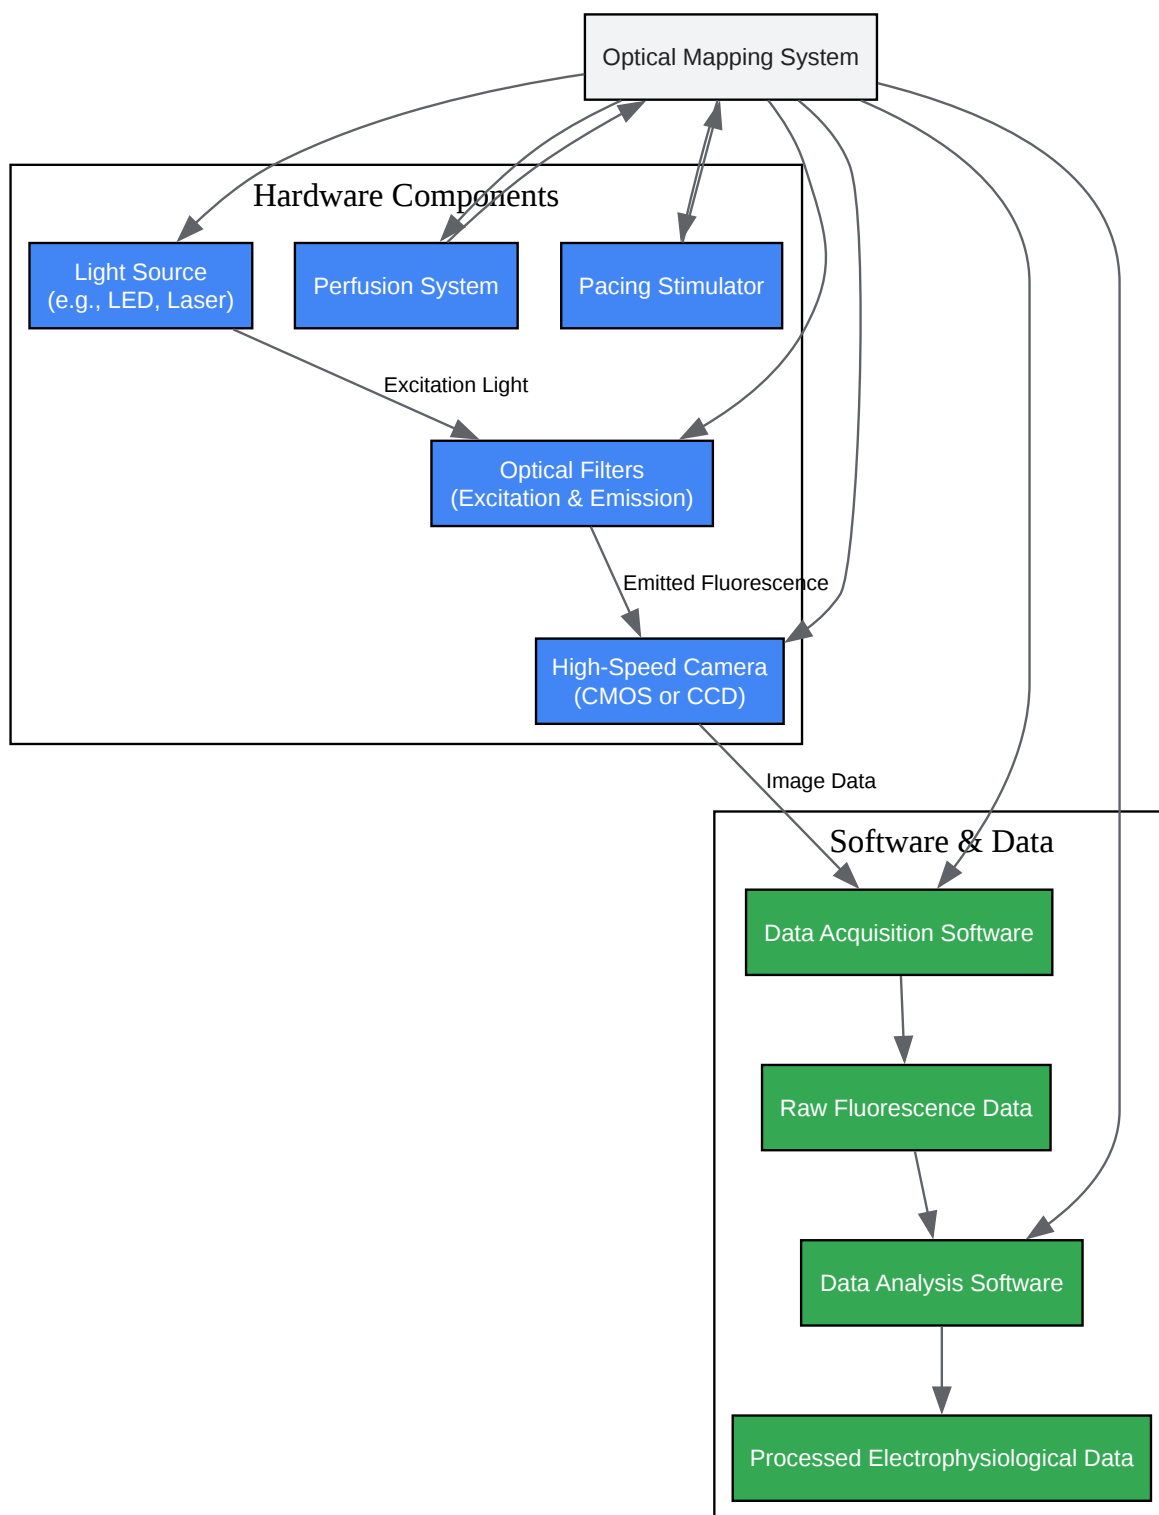 Optical Mapping System
Hardware Components
Light Source
(e.g., LED, Laser)
Perfusion System
Pacing Stimulator
Excitation Light
Optical Filters
(Excitation & Emission)
Emitted Fluorescence
High-Speed Camera
(CMOS or CCD)
Image Data
Software & Data
Data Acquisition Software
Raw Fluorescence Data
Data Analysis Software
Processed Electrophysiological Data